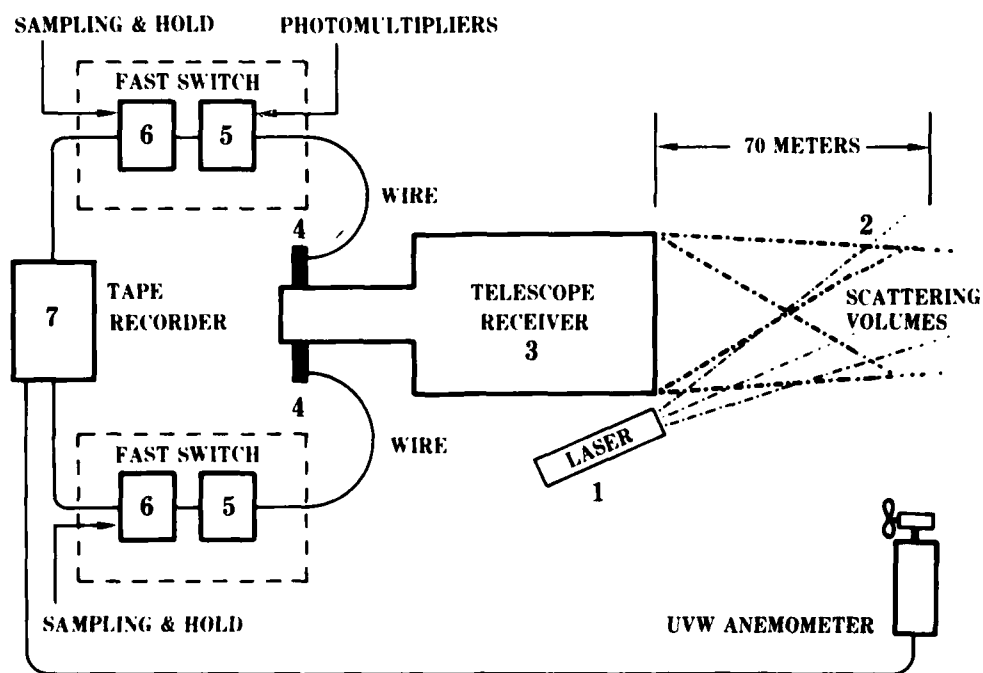 SAMPLING & HOLD
PHOTOMULTIPLIERS
FAST SWITCH
6
5
70 METERS
WIRE
4
2
7
TAPE
RECORDER
TELESCOPE
RECEIVER
3
SCATTERING
VOLUMES
4
WIRE
LASER
1
FAST SWITCH
6
5
SAMPLING & HOLD
UVW ANEMOMETER